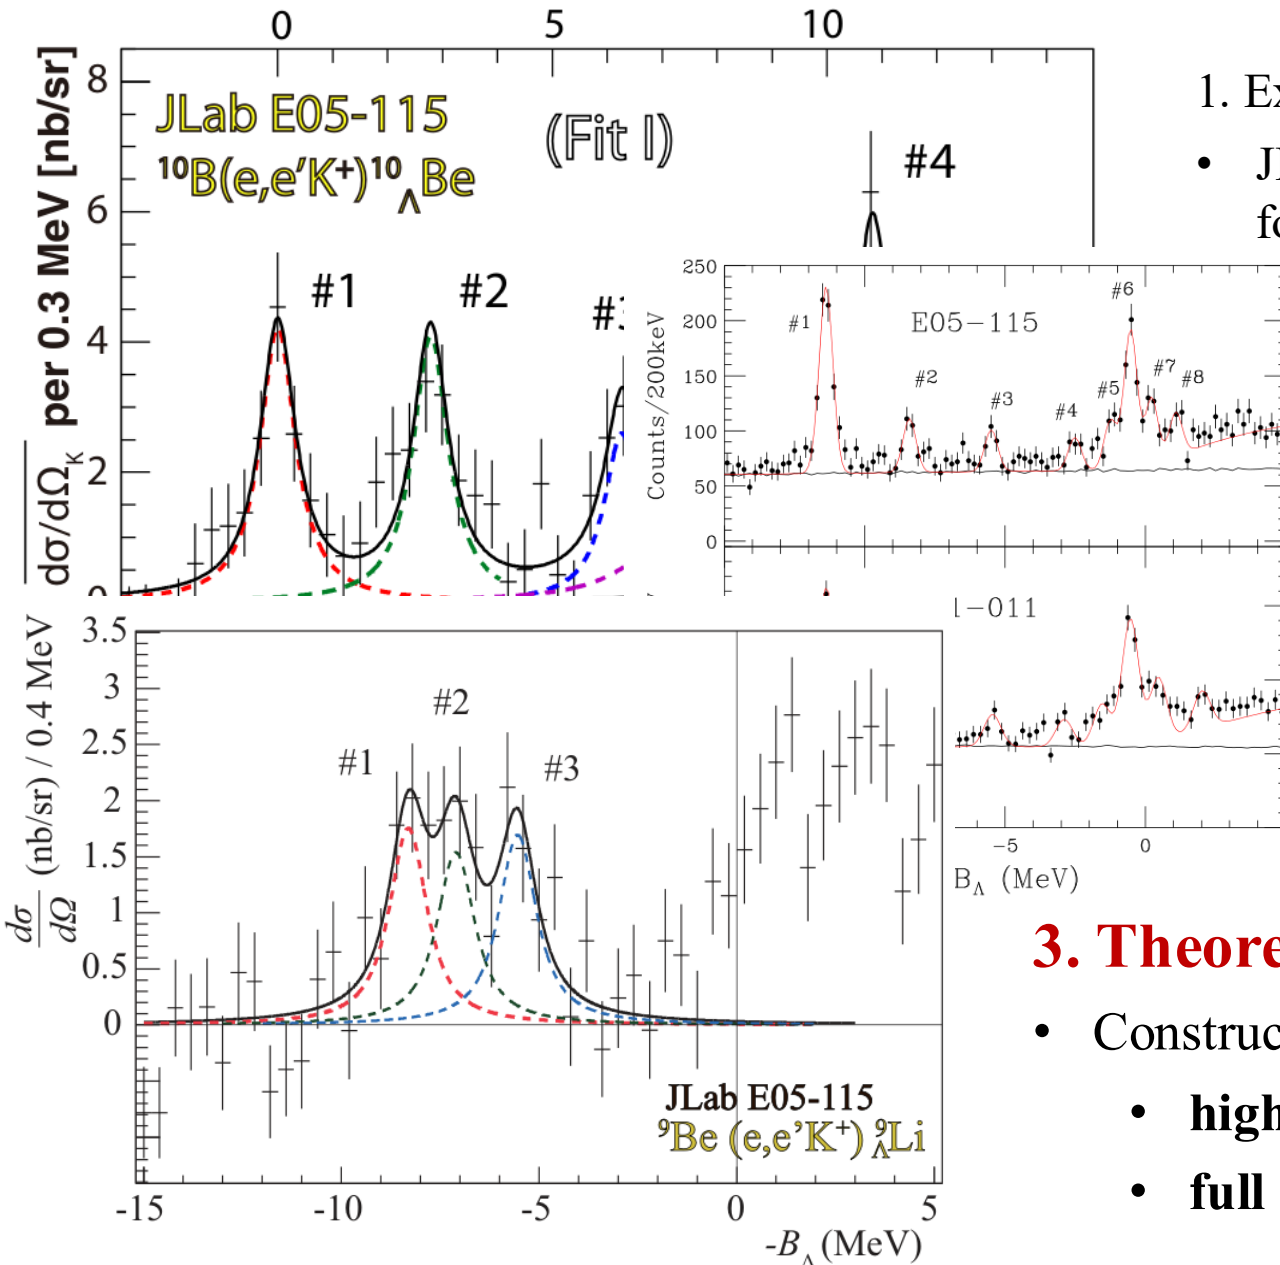 0 5 10
dσ/dΩK per 0.3 MeV [nb/sr]
8
6
4
2
0
JLab E05-115
(Fit I)
¹⁰B(e,e'K⁺)¹⁰ΛBe
#4
#1
#2
1. Ex
•
250
200
150
100
50
0
Counts/200keV
E05-115
#1
#2
#3
#4
#5
#6
#7
#8
1-011
-5 0
BΛ (MeV)
dσ/dΩ (nb/sr) / 0.4 MeV
3.5
3
2.5
2
1.5
1
0.5
0
#1
#2
#3
JLab E05-115
⁹Be (e,e'K⁺) ⁹ΛLi
-15 -10 -5 0 5
-BΛ (MeV)
3. Theore
• Construc
• high
• full